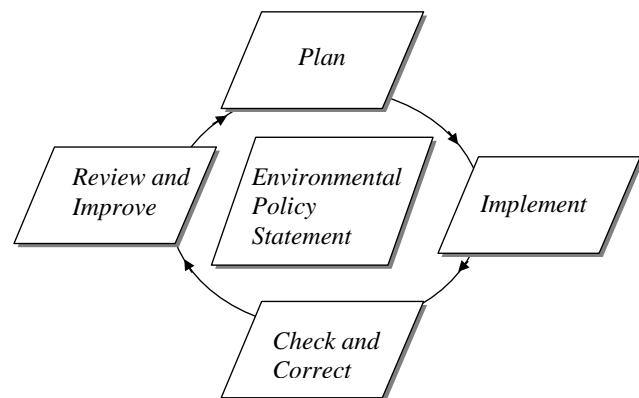 Plan
Review and
Improve
Environmental
Policy
Statement
Implement
Check and
Correct